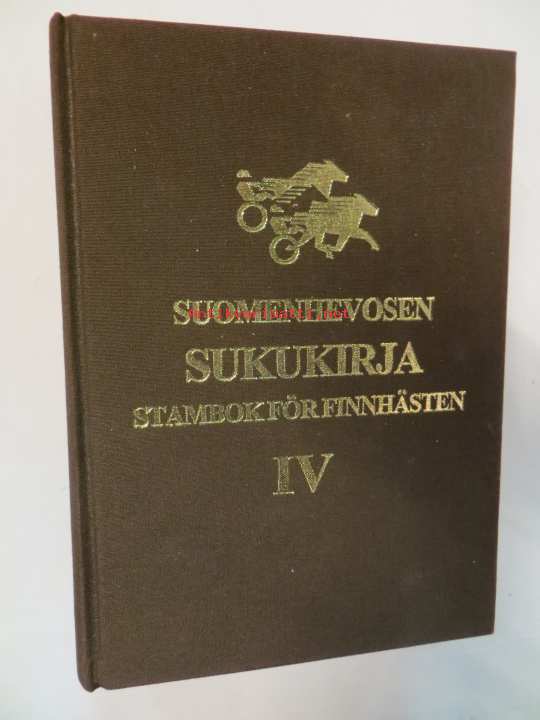 SUOMENHEVOSEN
SUKUKIRJA
STAMBOK FÖR FINNHÄSTEN
IV